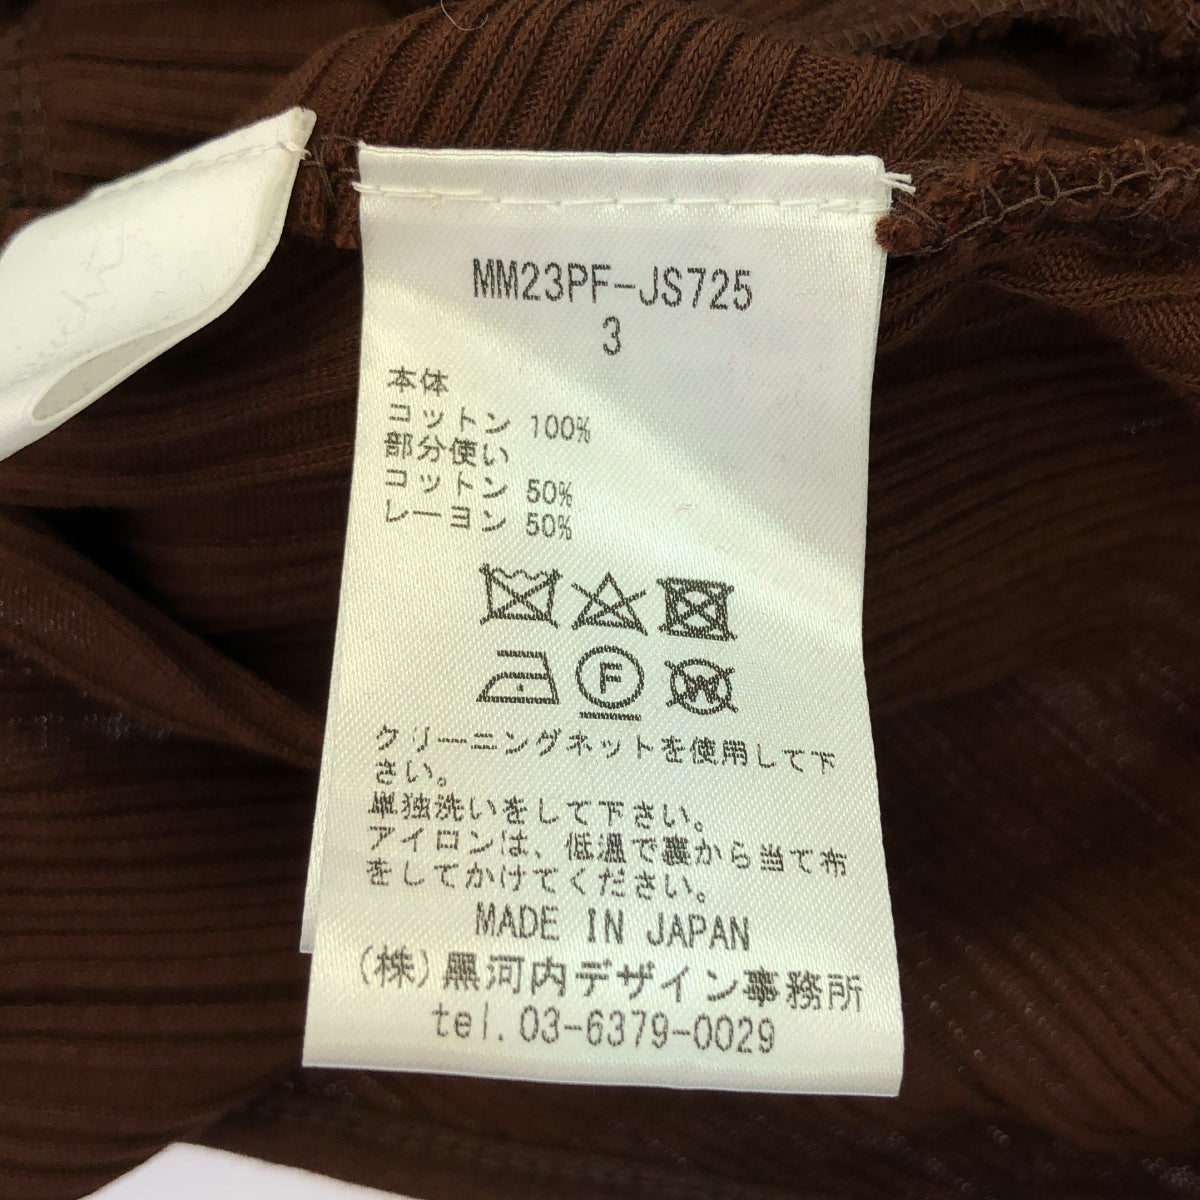 MM23PF-JS725
3
本体
コットン 100%
部分使い
コットン 50%
レーヨン 50%
F
W
クリーニングネットを使用して下
さい。
単独洗いをして下さい。
アイロンは、低温で裏から当て布
をしてかけてください。
MADE IN JAPAN
(株)黒河内デザイン事務所
tel.03-6379-0029